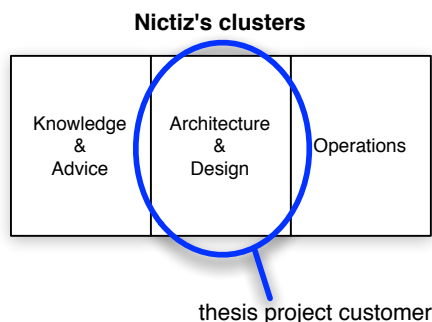 Nictiz's clusters
Knowledge
&
Advice
Architecture
&
Design
Operations
thesis project customer